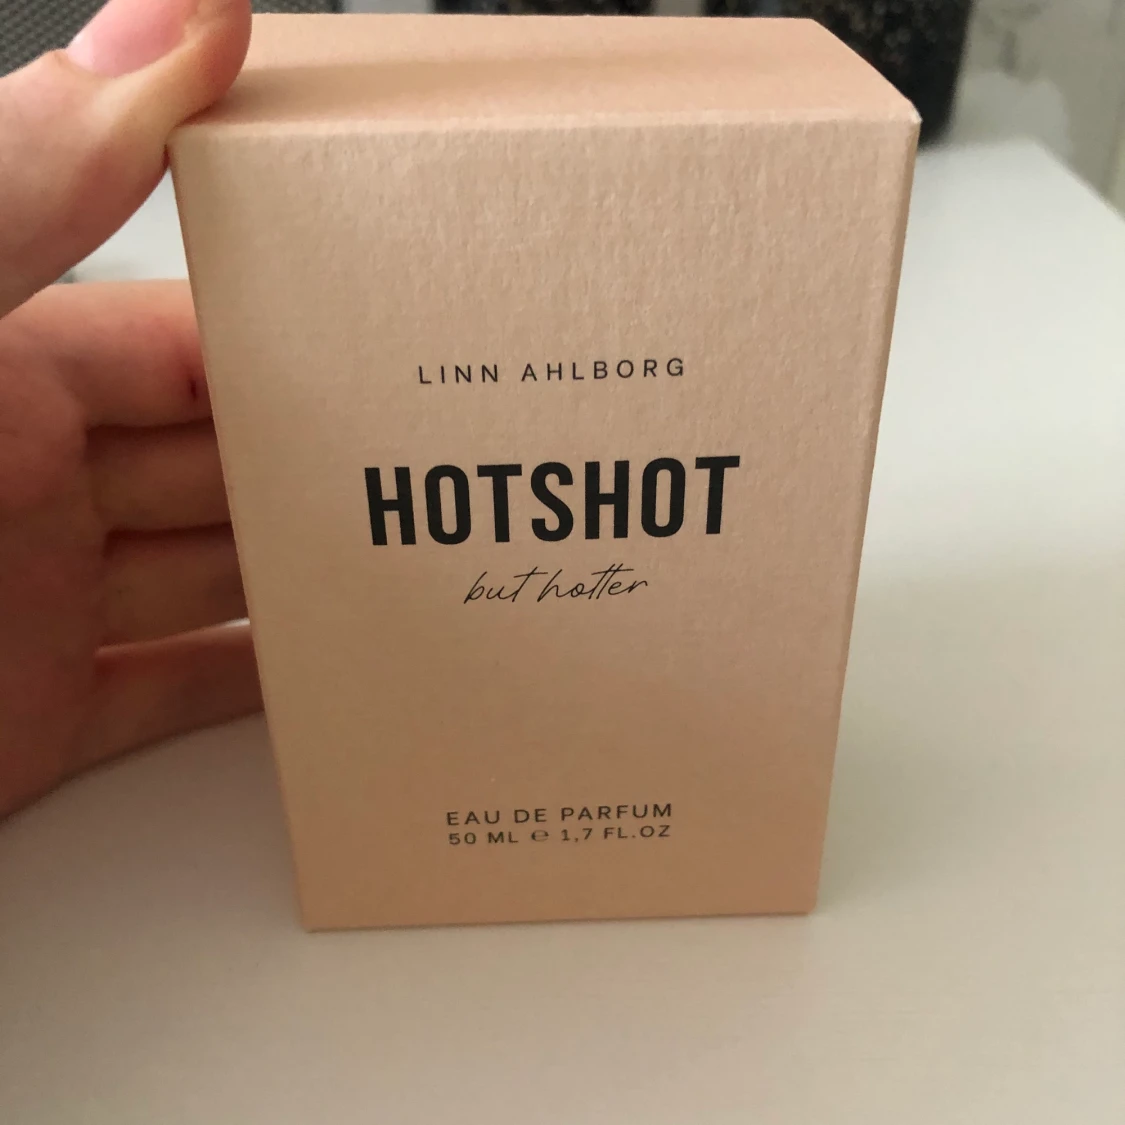 LINN AHLBORG
HOTSHOT
but hotter
EAU DE PARFUM
50 ML ℮ 1,7 FL.OZ